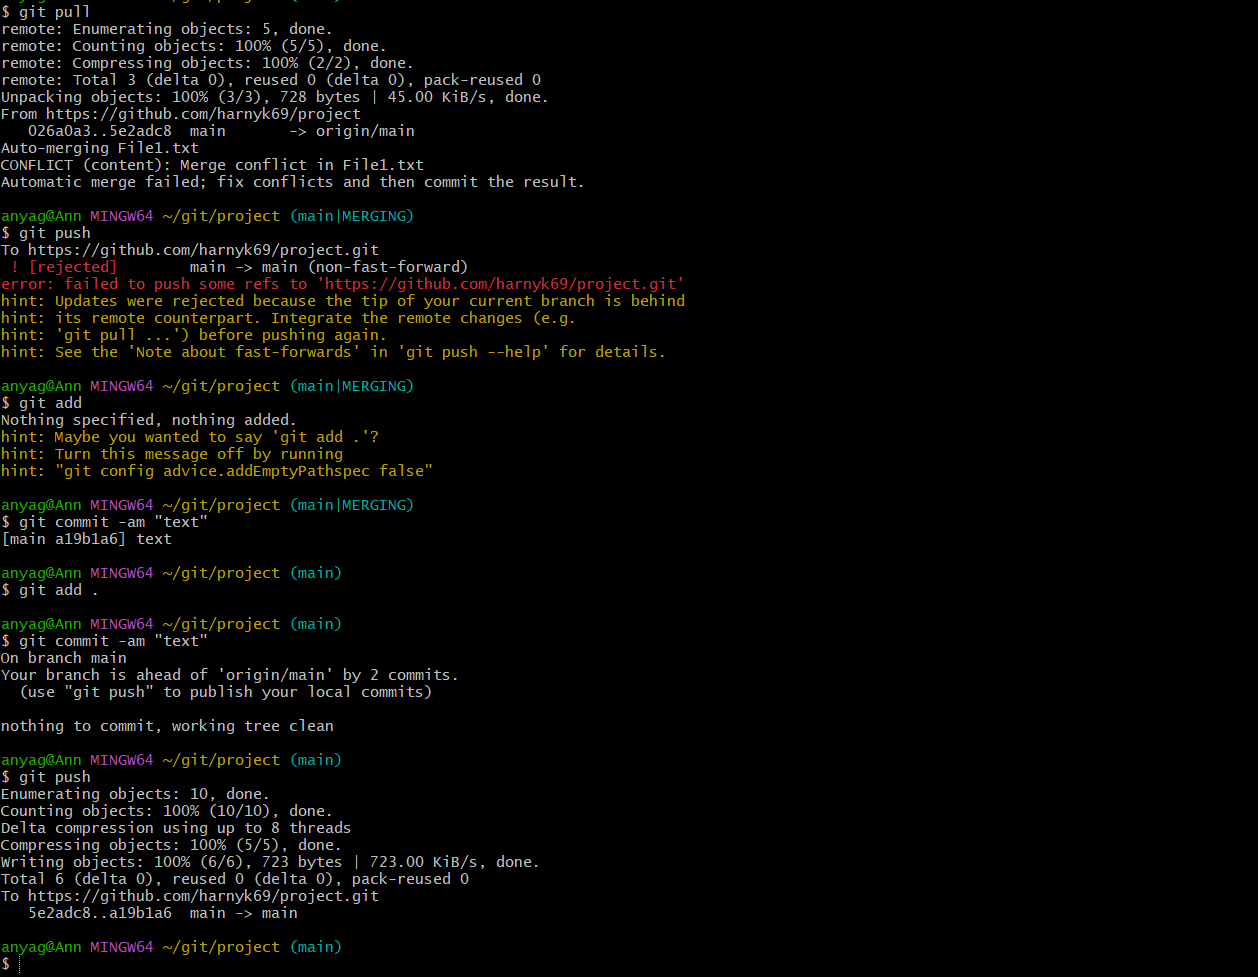 $ git pull
remote: Enumerating objects: 5, done.
remote: Counting objects: 100% (5/5), done.
remote: Compressing objects: 100% (2/2), done.
remote: Total 3 (delta 0), reused 0 (delta 0), pack-reused 0
Unpacking objects: 100% (3/3), 728 bytes | 45.00 KiB/s, done.
From https://github.com/harnyk69/project
   026a0a3..5e2adc8  main       -> origin/main
Auto-merging File1.txt
CONFLICT (content): Merge conflict in File1.txt
Automatic merge failed; fix conflicts and then commit the result.

anyag@Ann MINGW64 ~/git/project (main|MERGING)
$ git push
To https://github.com/harnyk69/project.git
 ! [rejected]        main -> main (non-fast-forward)
error: failed to push some refs to 'https://github.com/harnyk69/project.git'
hint: Updates were rejected because the tip of your current branch is behind
hint: its remote counterpart. Integrate the remote changes (e.g.
hint: 'git pull ...') before pushing again.
hint: See the 'Note about fast-forwards' in 'git push --help' for details.

anyag@Ann MINGW64 ~/git/project (main|MERGING)
$ git add
Nothing specified, nothing added.
hint: Maybe you wanted to say 'git add .'?
hint: Turn this message off by running
hint: "git config advice.addEmptyPathspec false"

anyag@Ann MINGW64 ~/git/project (main|MERGING)
$ git commit -am "text"
[main a19b1a6] text

anyag@Ann MINGW64 ~/git/project (main)
$ git add .

anyag@Ann MINGW64 ~/git/project (main)
$ git commit -am "text"
On branch main
Your branch is ahead of 'origin/main' by 2 commits.
  (use "git push" to publish your local commits)

nothing to commit, working tree clean

anyag@Ann MINGW64 ~/git/project (main)
$ git push
Enumerating objects: 10, done.
Counting objects: 100% (10/10), done.
Delta compression using up to 8 threads
Compressing objects: 100% (5/5), done.
Writing objects: 100% (6/6), 723 bytes | 723.00 KiB/s, done.
Total 6 (delta 0), reused 0 (delta 0), pack-reused 0
To https://github.com/harnyk69/project.git
   5e2adc8..a19b1a6  main -> main

anyag@Ann MINGW64 ~/git/project (main)
$